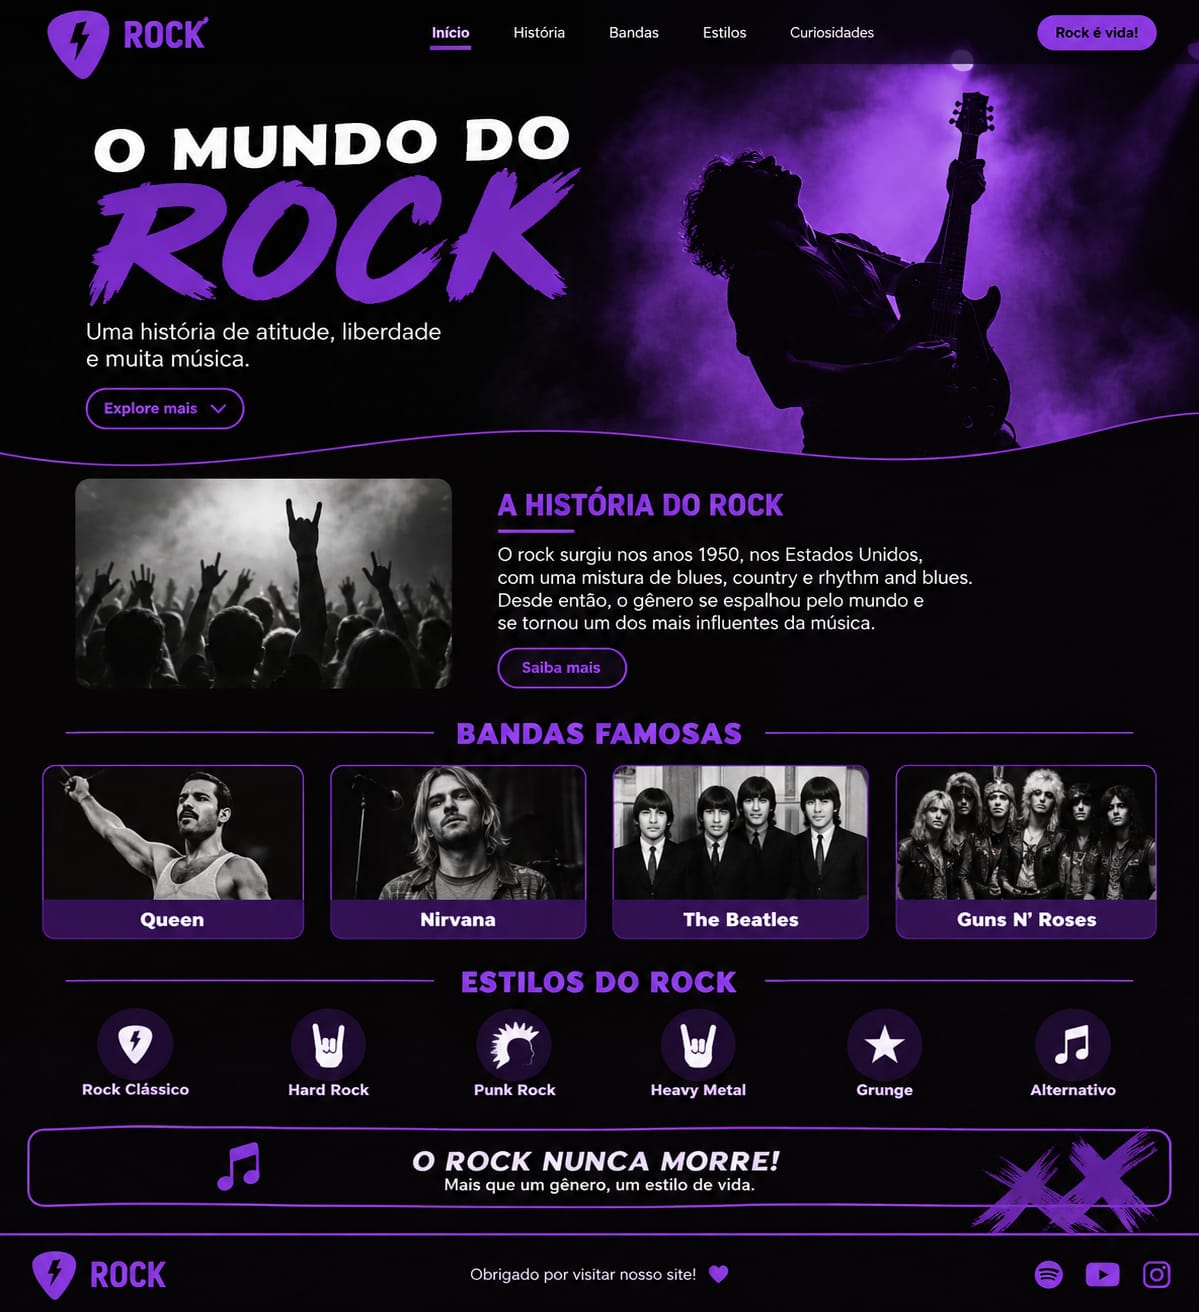 ROCK
Início
História
Bandas
Estilos
Curiosidades
Rock é vida!
O MUNDO DO
ROCK
Uma história de atitude, liberdade
e muita música.
Explore mais
A HISTÓRIA DO ROCK
O rock surgiu nos anos 1950, nos Estados Unidos,
com uma mistura de blues, country e rhythm and blues.
Desde então, o gênero se espalhou pelo mundo e
se tornou um dos mais influentes da música.
Saiba mais
BANDAS FAMOSAS
Queen
Nirvana
The Beatles
Guns N’ Roses
ESTILOS DO ROCK
Rock Clássico
Hard Rock
Punk Rock
Heavy Metal
Grunge
Alternativo
O ROCK NUNCA MORRE!
Mais que um gênero, um estilo de vida.
ROCK
Obrigado por visitar nosso site!